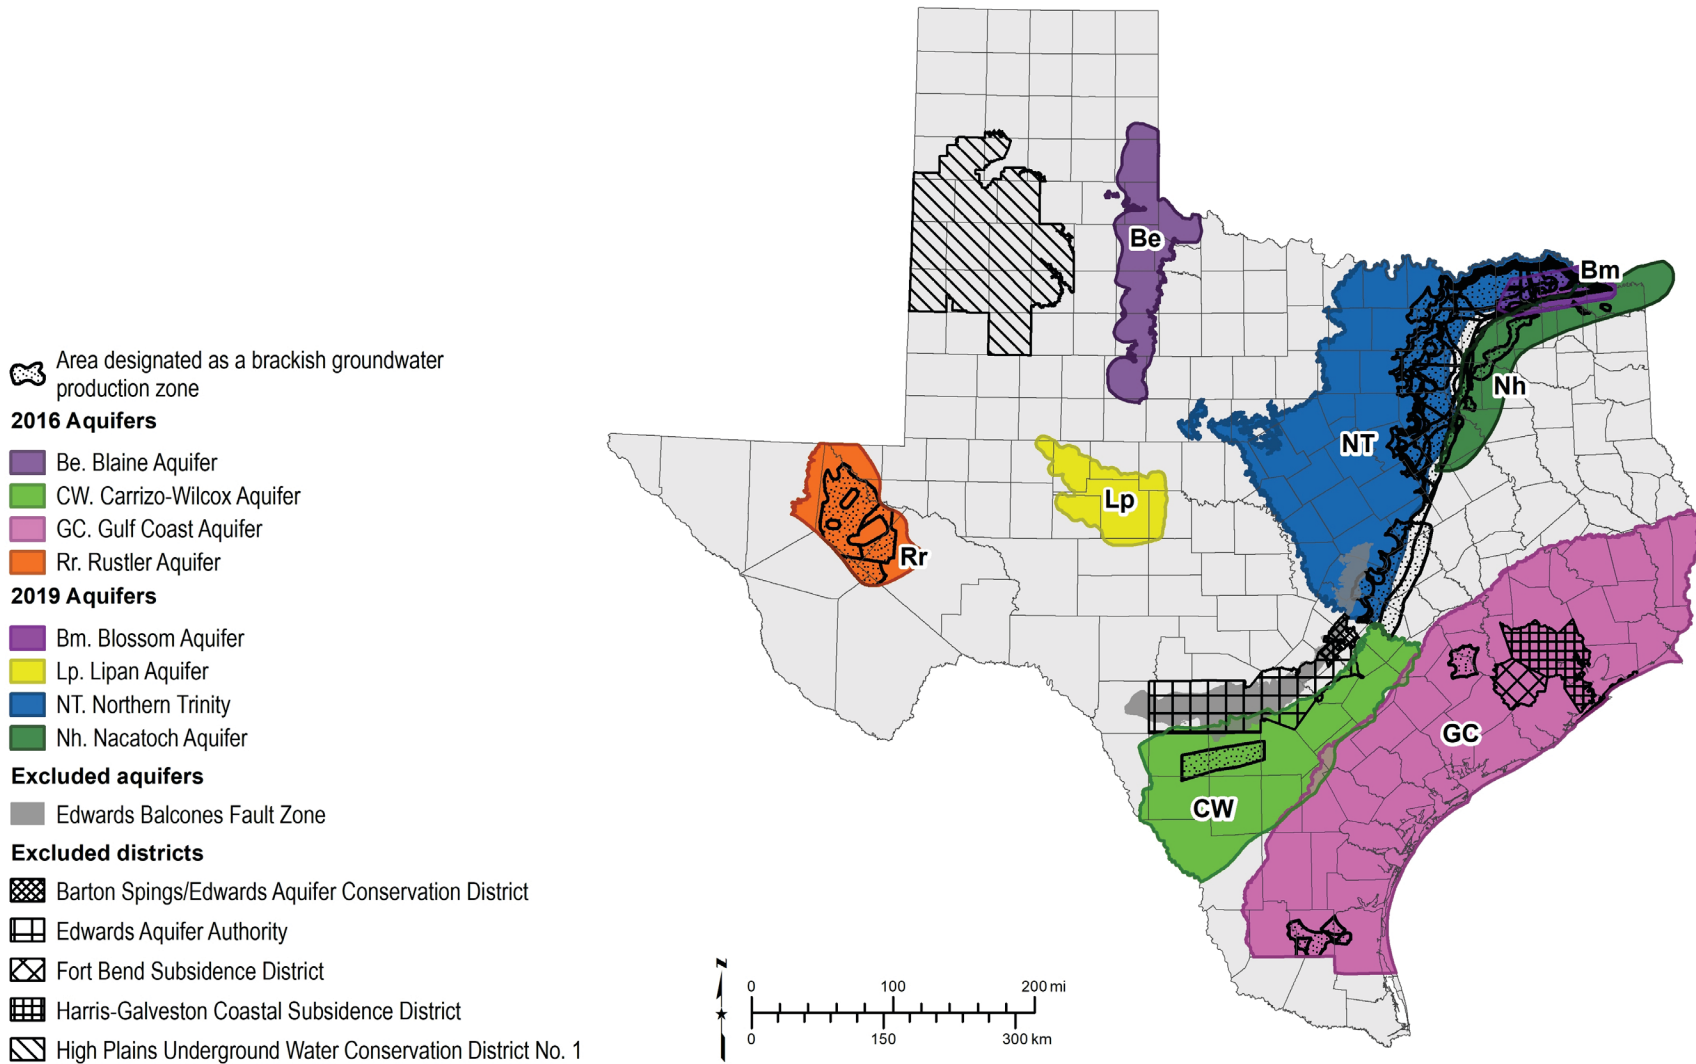 Area designated as a brackish groundwater
production zone
2016 Aquifers
Be. Blaine Aquifer
CW. Carrizo-Wilcox Aquifer
GC. Gulf Coast Aquifer
Rr. Rustler Aquifer
2019 Aquifers
Bm. Blossom Aquifer
Lp. Lipan Aquifer
NT. Northern Trinity
Nh. Nacatoch Aquifer
Excluded aquifers
Edwards Balcones Fault Zone
Excluded districts
Barton Spings/Edwards Aquifer Conservation District
Edwards Aquifer Authority
Fort Bend Subsidence District
Harris-Galveston Coastal Subsidence District
High Plains Underground Water Conservation District No. 1
Be
Bm
Nh
NT
Lp
Rr
GC
CW
N
0 100 200 mi
0 150 300 km